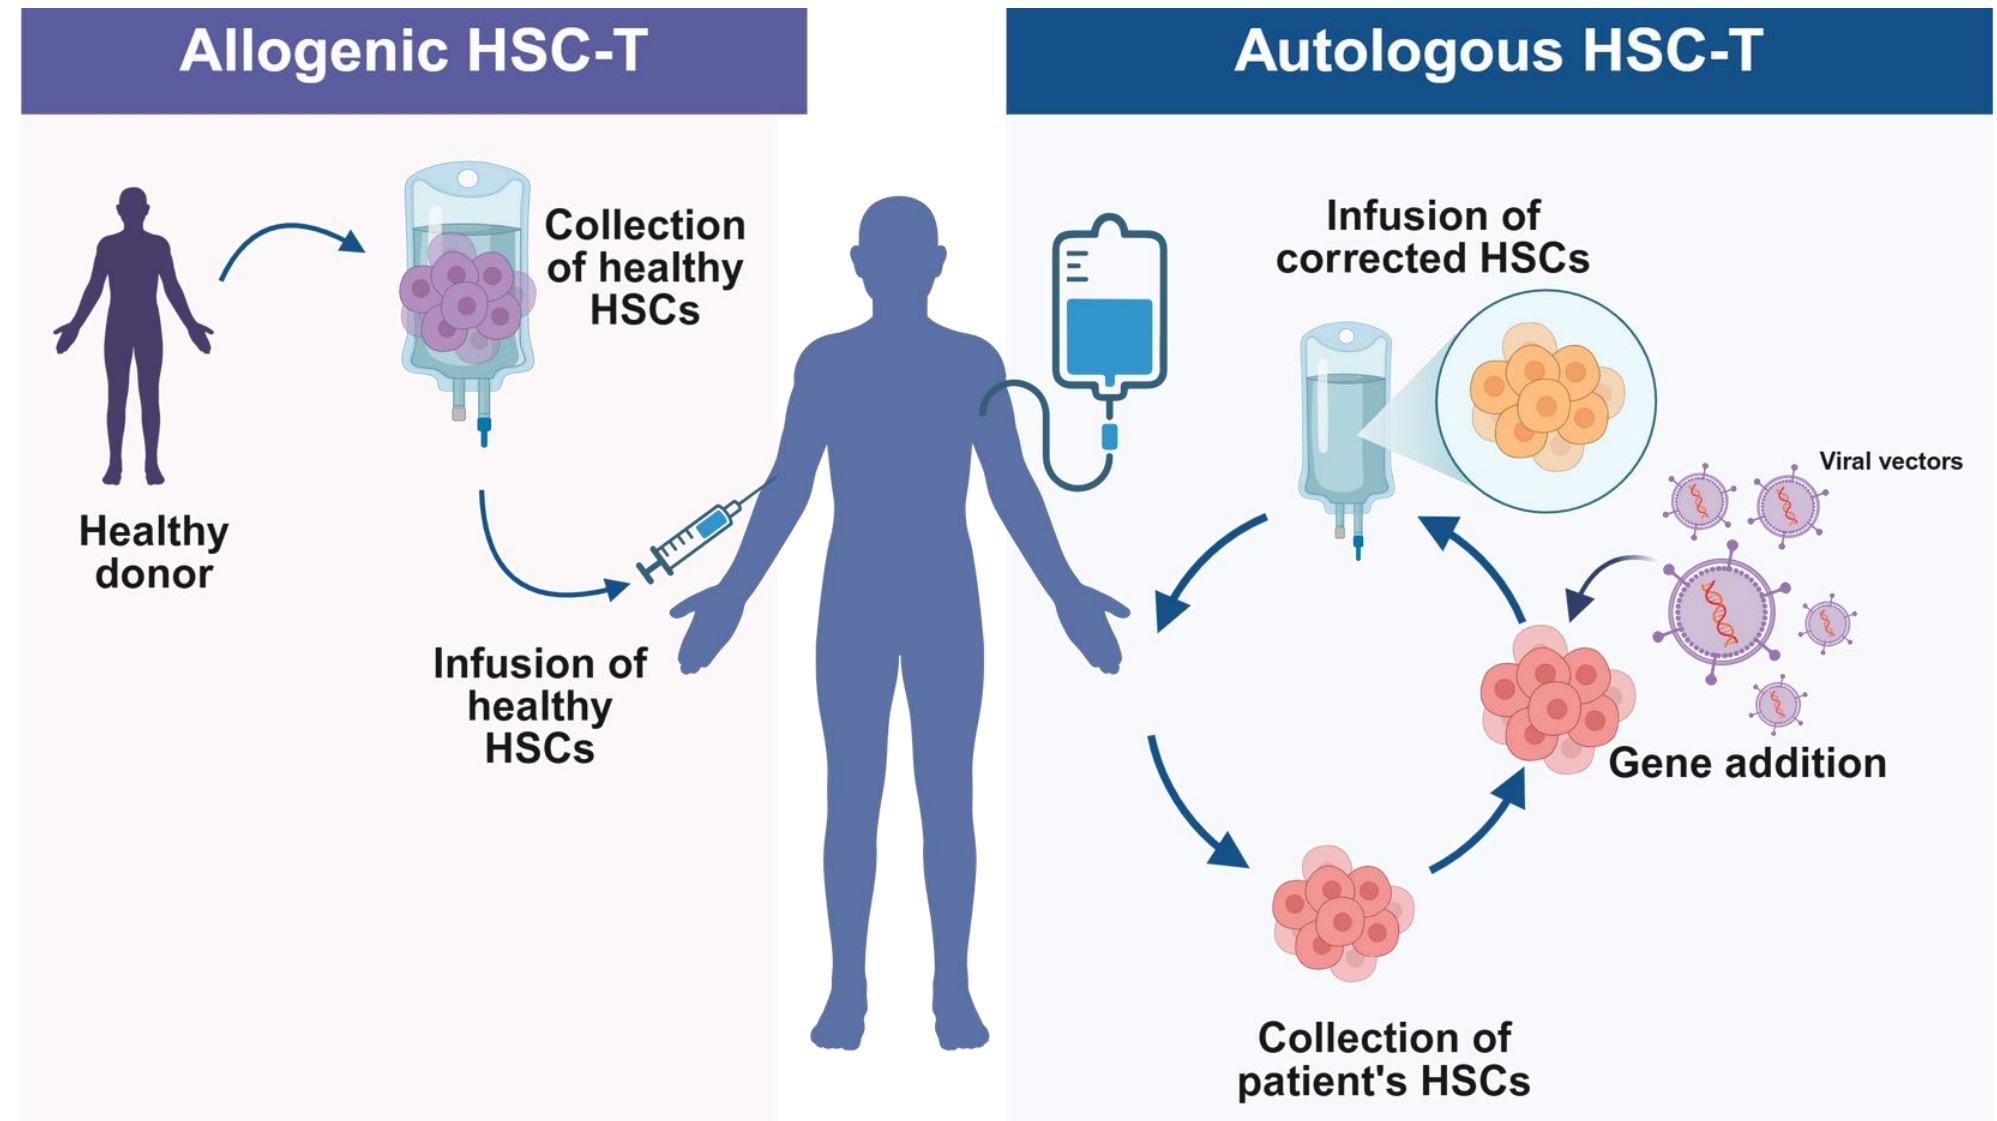 Allogenic HSC-T
Collection
of healthy
HSCs
Healthy
donor
Infusion of
healthy
HSCs
Autologous HSC-T
Infusion of
corrected HSCs
Viral vectors
Gene addition
Collection of
patient's HSCs